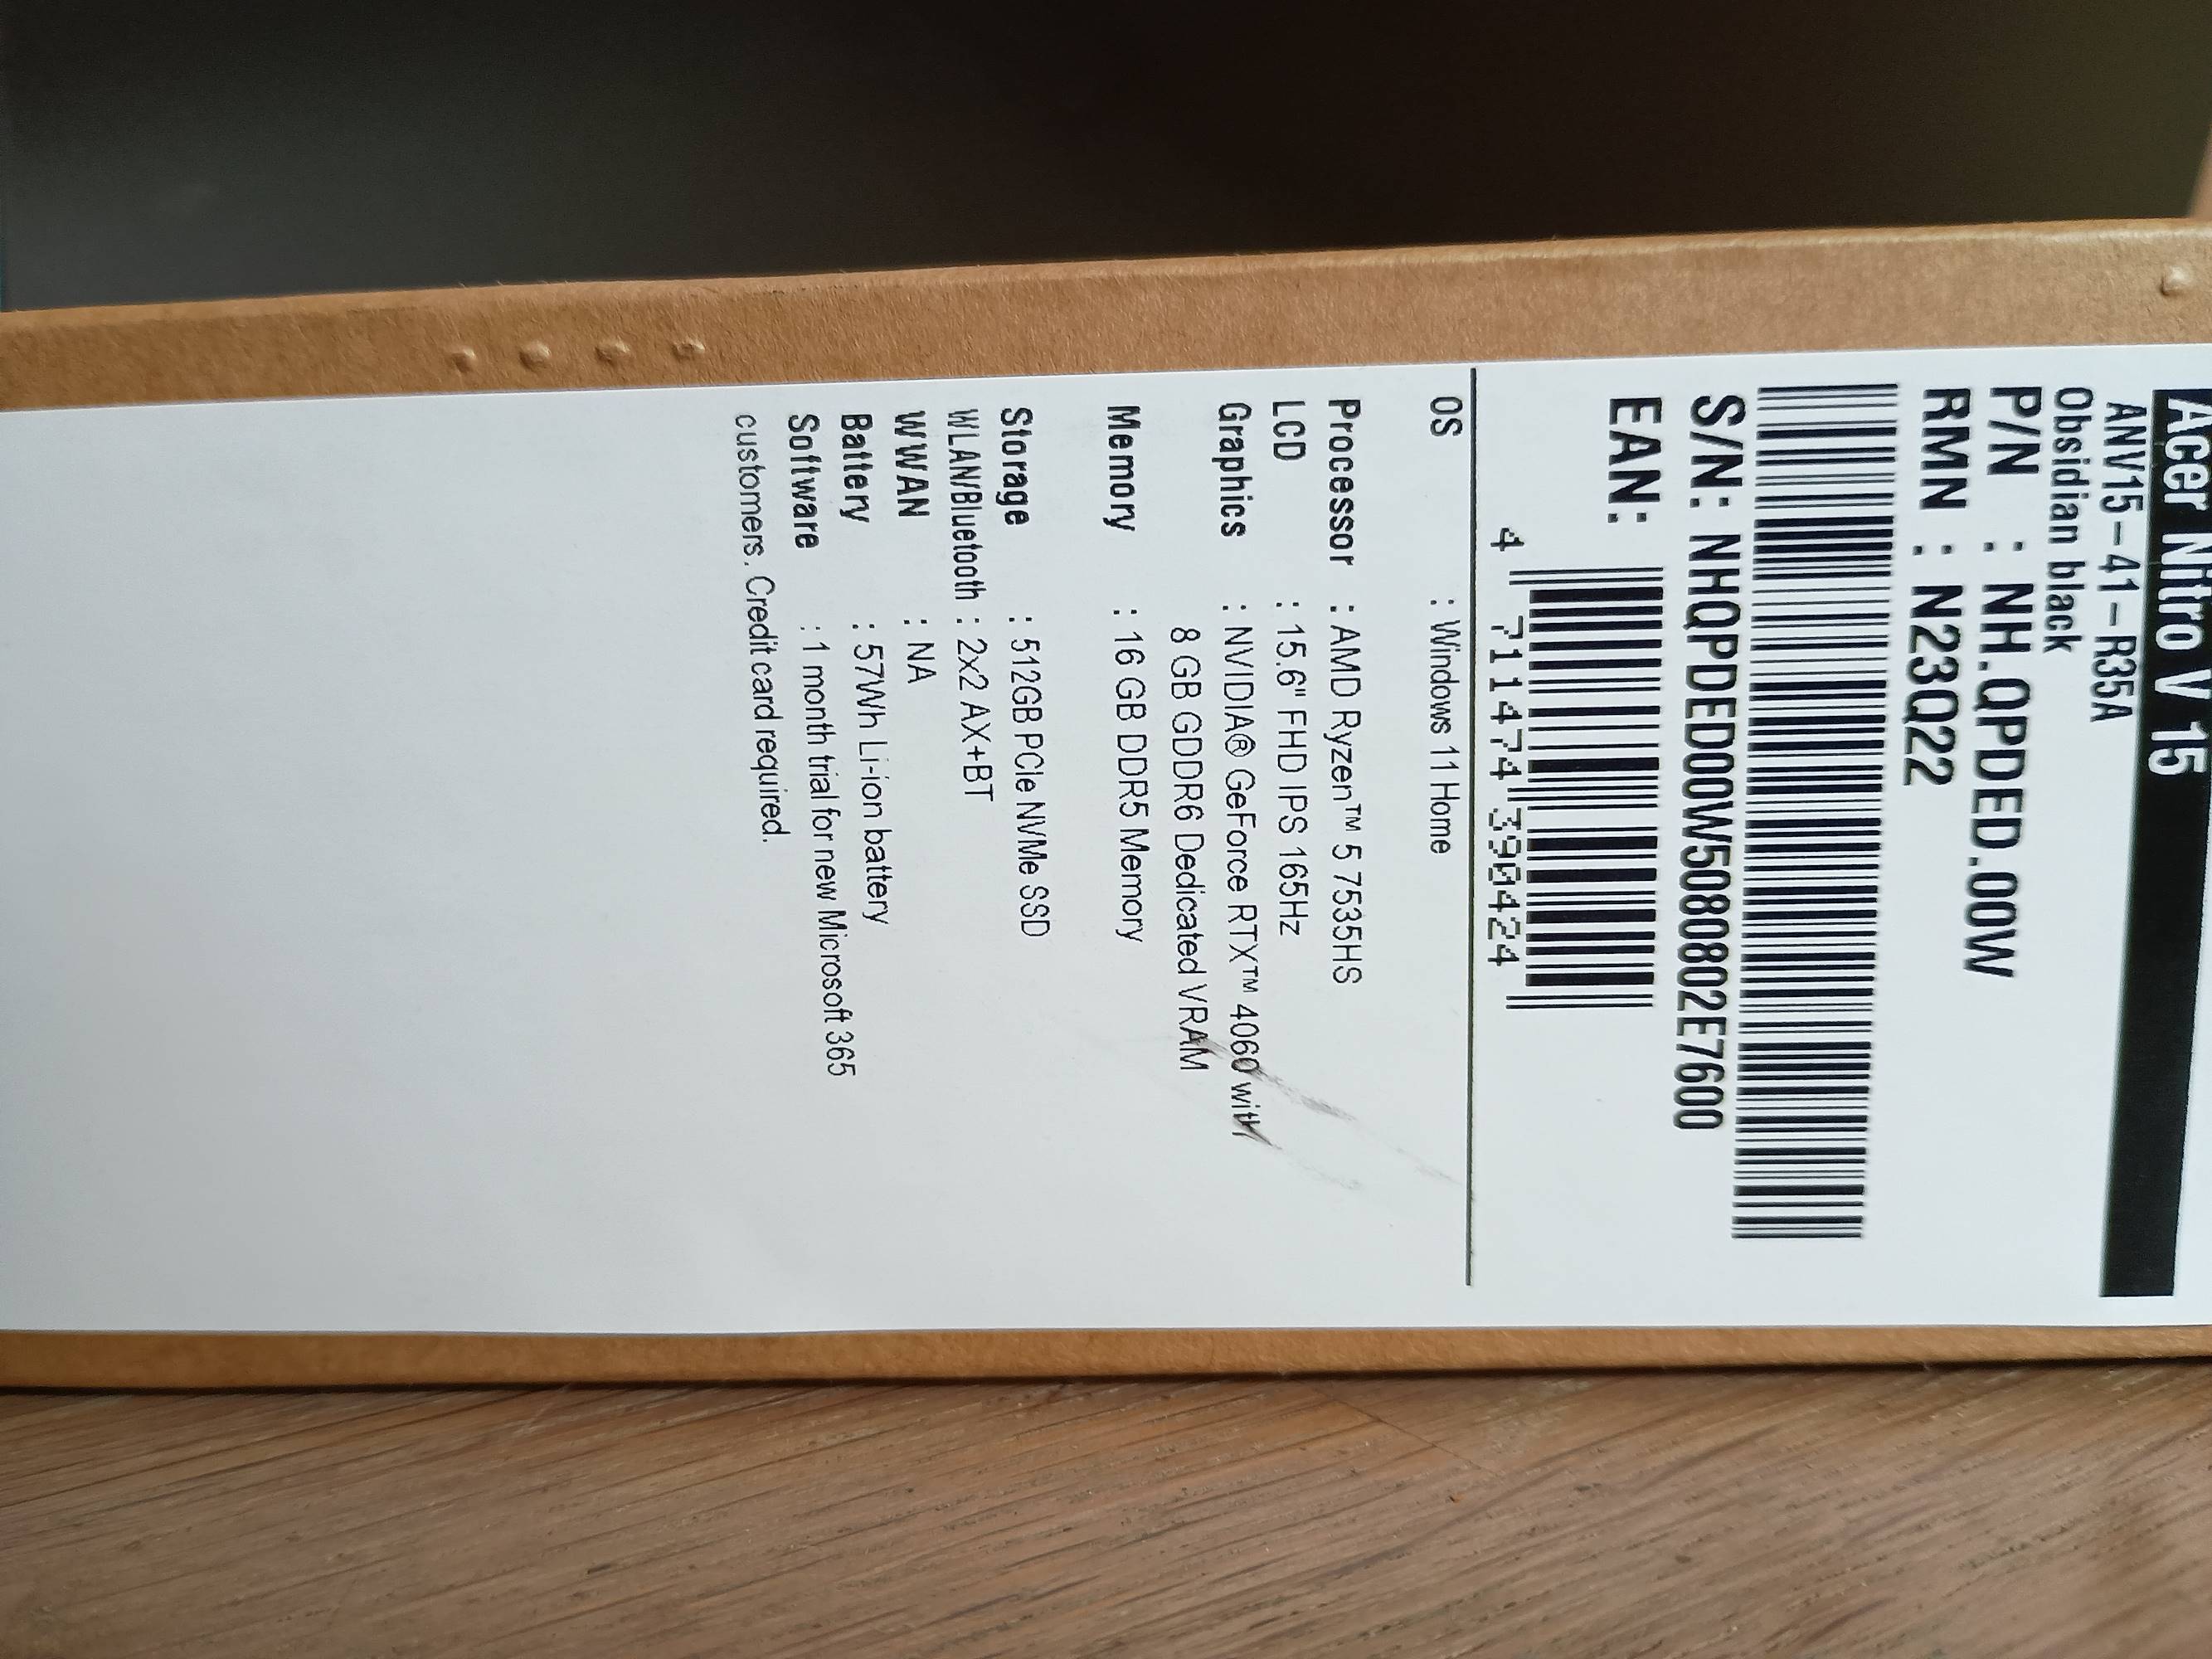 Acer Nitro V 15
ANV15-41-R35A
Obsidian black
P/N : NH.QPDED.00W
RMN : N23Q22
S/N: NHQPDED00W5080802E7600
EAN:
4 711474 390424
OS : Windows 11 Home
Processor : AMD Ryzen™ 5 7535HS
LCD : 15.6" FHD IPS 165Hz
Graphics : NVIDIA® GeForce RTX™ 4060 with
8 GB GDDR6 Dedicated VRAM
Memory : 16 GB DDR5 Memory
Storage : 512GB PCIe NVMe SSD
WLAN/Bluetooth : 2x2 AX+BT
WWAN : NA
Battery : 57Wh Li-ion battery
Software : 1 month trial for new Microsoft 365
customers. Credit card required.